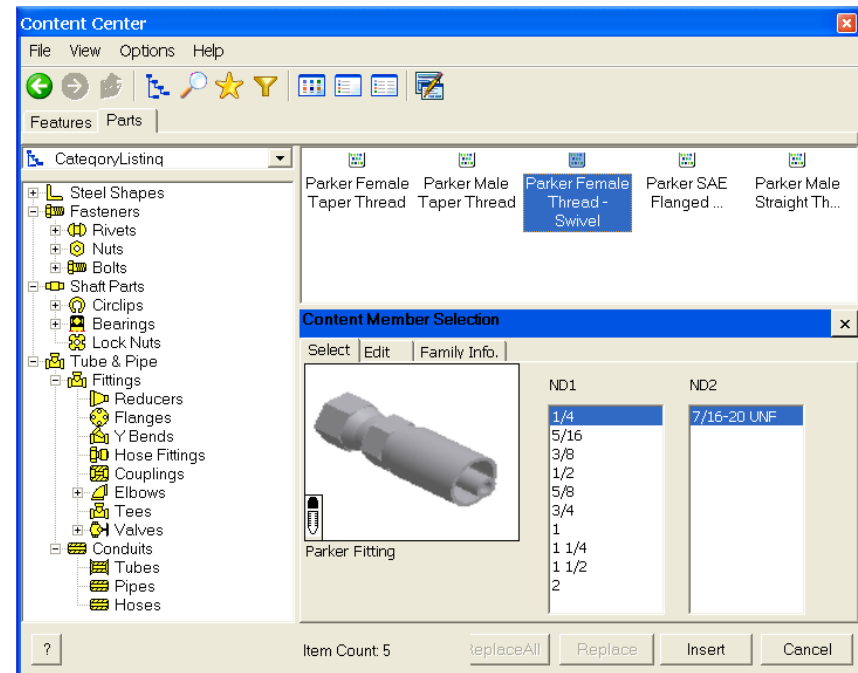 Content Center
File View Options Help
Features Parts
CategoryListing
Steel Shapes
Fasteners
Rivets
Nuts
Bolts
Shaft Parts
Circlips
Bearings
Lock Nuts
Tube & Pipe
Fittings
Reducers
Flanges
Y Bends
Hose Fittings
Couplings
Elbows
Tees
Valves
Conduits
Tubes
Pipes
Hoses
Parker Female
Taper Thread
Parker Male
Taper Thread
Parker Female
Thread -
Swivel
Parker SAE
Flanged ...
Parker Male
Straight Th...
Content Member Selection
Select Edit Family Info.
Parker Fitting
ND1
1/4
5/16
3/8
1/2
5/8
3/4
1
1 1/4
1 1/2
2
ND2
7/16-20 UNF
?
Item Count: 5
ReplaceAll Replace Insert Cancel